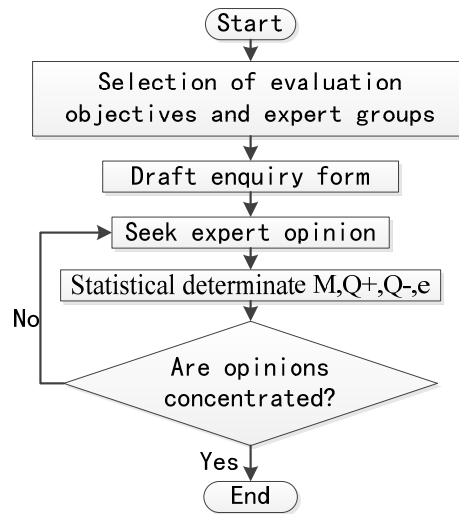 Start
Selection of evaluation
objectives and expert groups
Draft enquiry form
Seek expert opinion
Statistical determinate M,Q+,Q-,e
No
Are opinions
concentrated?
Yes
End